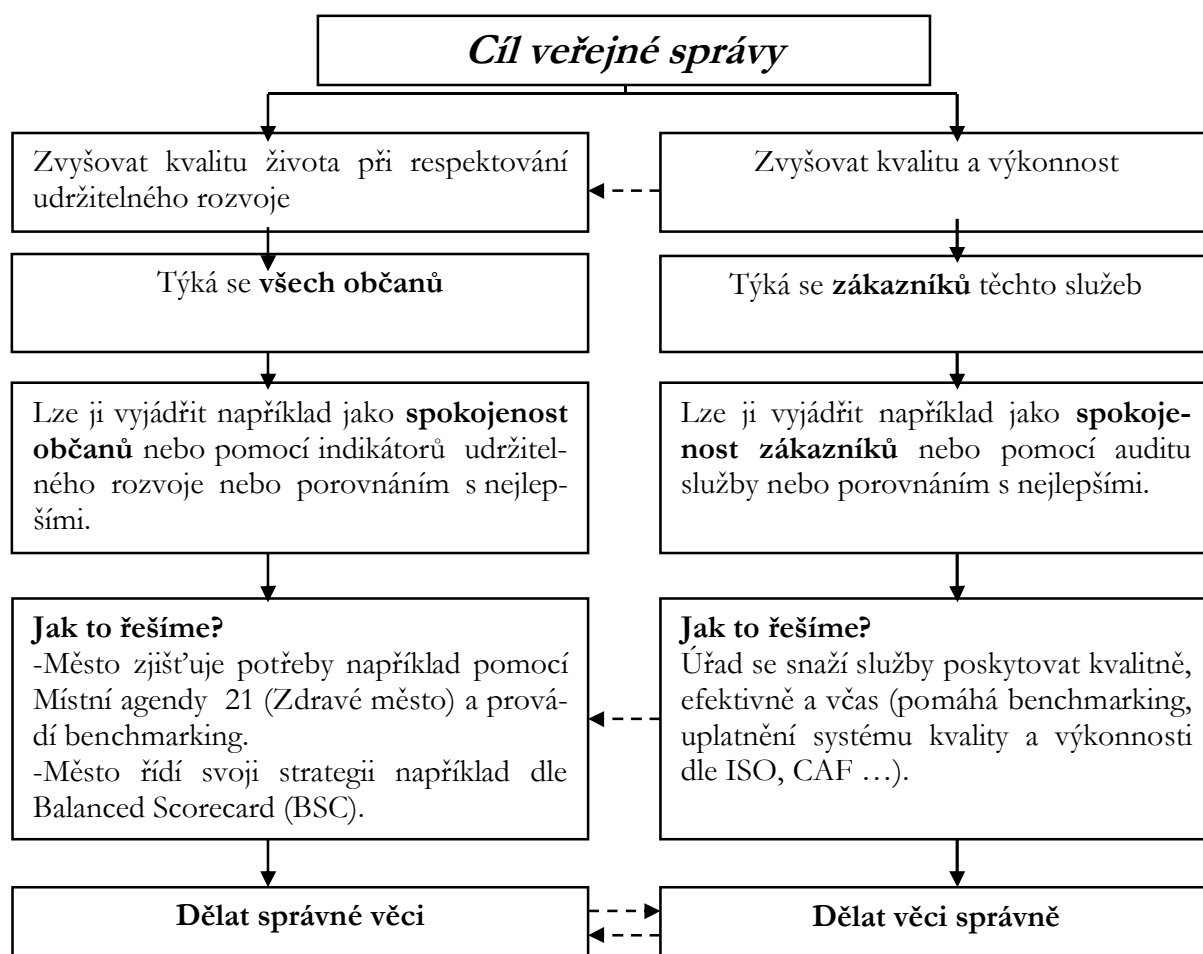 Cíl veřejné správy
Zvyšovat kvalitu života při respektování
udržitelného rozvoje
Zvyšovat kvalitu a výkonnost
Týká se všech občanů
Týká se zákazníků těchto služeb
Lze ji vyjádřit například jako spokojenost
občanů nebo pomocí indikátorů udržitel-
ného rozvoje nebo porovnáním s nejlep-
šími.
Lze ji vyjádřit například jako spokoje-
nost zákazníků nebo pomocí auditu
služby nebo porovnáním s nejlepšími.
Jak to řešíme?
-Město zjišťuje potřeby například pomocí
Místní agendy 21 (Zdravé město) a prová-
dí benchmarking.
-Město řídí svoji strategii například dle
Balanced Scorecard (BSC).
Jak to řešíme?
Úřad se snaží služby poskytovat kvalitně,
efektivně a včas (pomáhá benchmarking,
uplatnění systému kvality a výkonnosti
dle ISO, CAF …).
Dělat správné věci
Dělat věci správně